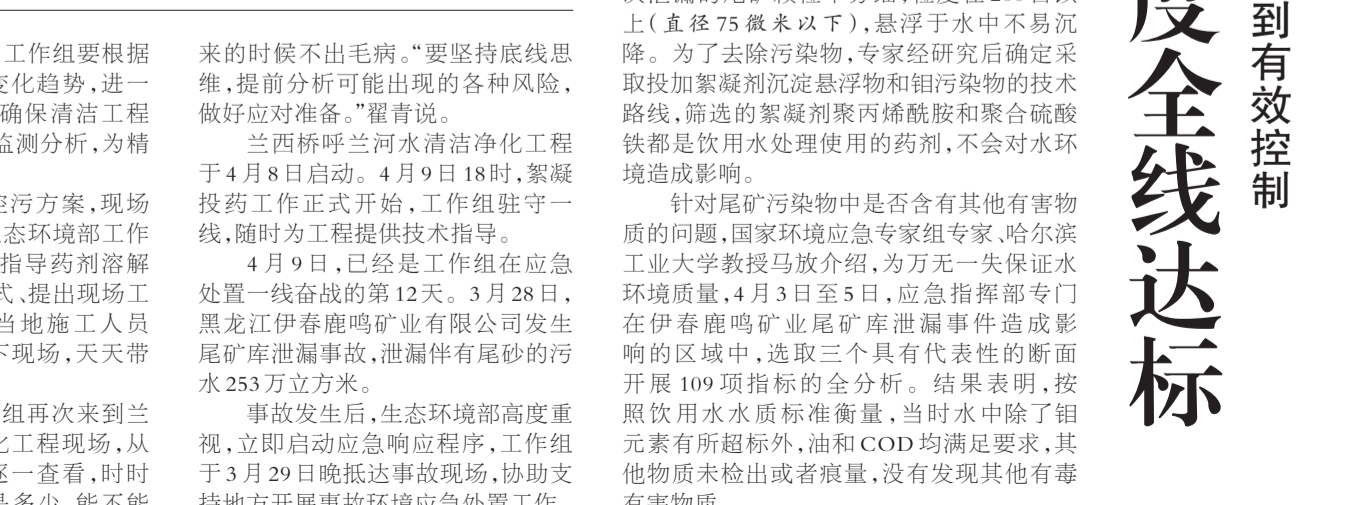 到有效控制
度全线达标
工作组要根据
变化趋势,进一
确保清洁工程
监测分析,为精
控污方案,现场
态环境部工作
指导药剂溶解
式、提出现场工
当地施工人员
下现场,天天带
组再次来到兰
化工程现场,从
逐一查看,时时
是多少,能不能
来的时候不出毛病。“要坚持底线思
维,提前分析可能出现的各种风险,
做好应对准备。”翟青说。
兰西桥呼兰河水清洁净化工程
于4月8日启动。4月9日18时,絮凝
投药工作正式开始,工作组驻守一
线,随时为工程提供技术指导。
4月9日,已经是工作组在应急
处置一线奋战的第12天。3月28日,
黑龙江伊春鹿鸣矿业有限公司发生
尾矿库泄漏事故,泄漏伴有尾砂的污
水253万立方米。
事故发生后,生态环境部高度重
视,立即启动应急响应程序,工作组
于3月29日晚抵达事故现场,协助支
持地方开展事故环境应急处置工作。
上(直径75微米以下),悬浮于水中不易沉
降。为了去除污染物,专家经研究后确定采
取投加絮凝剂沉淀悬浮物和钼污染物的技术
路线,筛选的絮凝剂聚丙烯酰胺和聚合硫酸
铁都是饮用水处理使用的药剂,不会对水环
境造成影响。
针对尾矿污染物中是否含有其他有害物
质的问题,国家环境应急专家组专家、哈尔滨
工业大学教授马放介绍,为万无一失保证水
环境质量,4月3日至5日,应急指挥部专门
在伊春鹿鸣矿业尾矿库泄漏事件造成影
响的区域中,选取三个具有代表性的断面
开展109项指标的全分析。结果表明,按
照饮用水水质标准衡量,当时水中除了钼
元素有所超标外,油和COD均满足要求,其
他物质未检出或者痕量,没有发现其他有毒
有害物质。